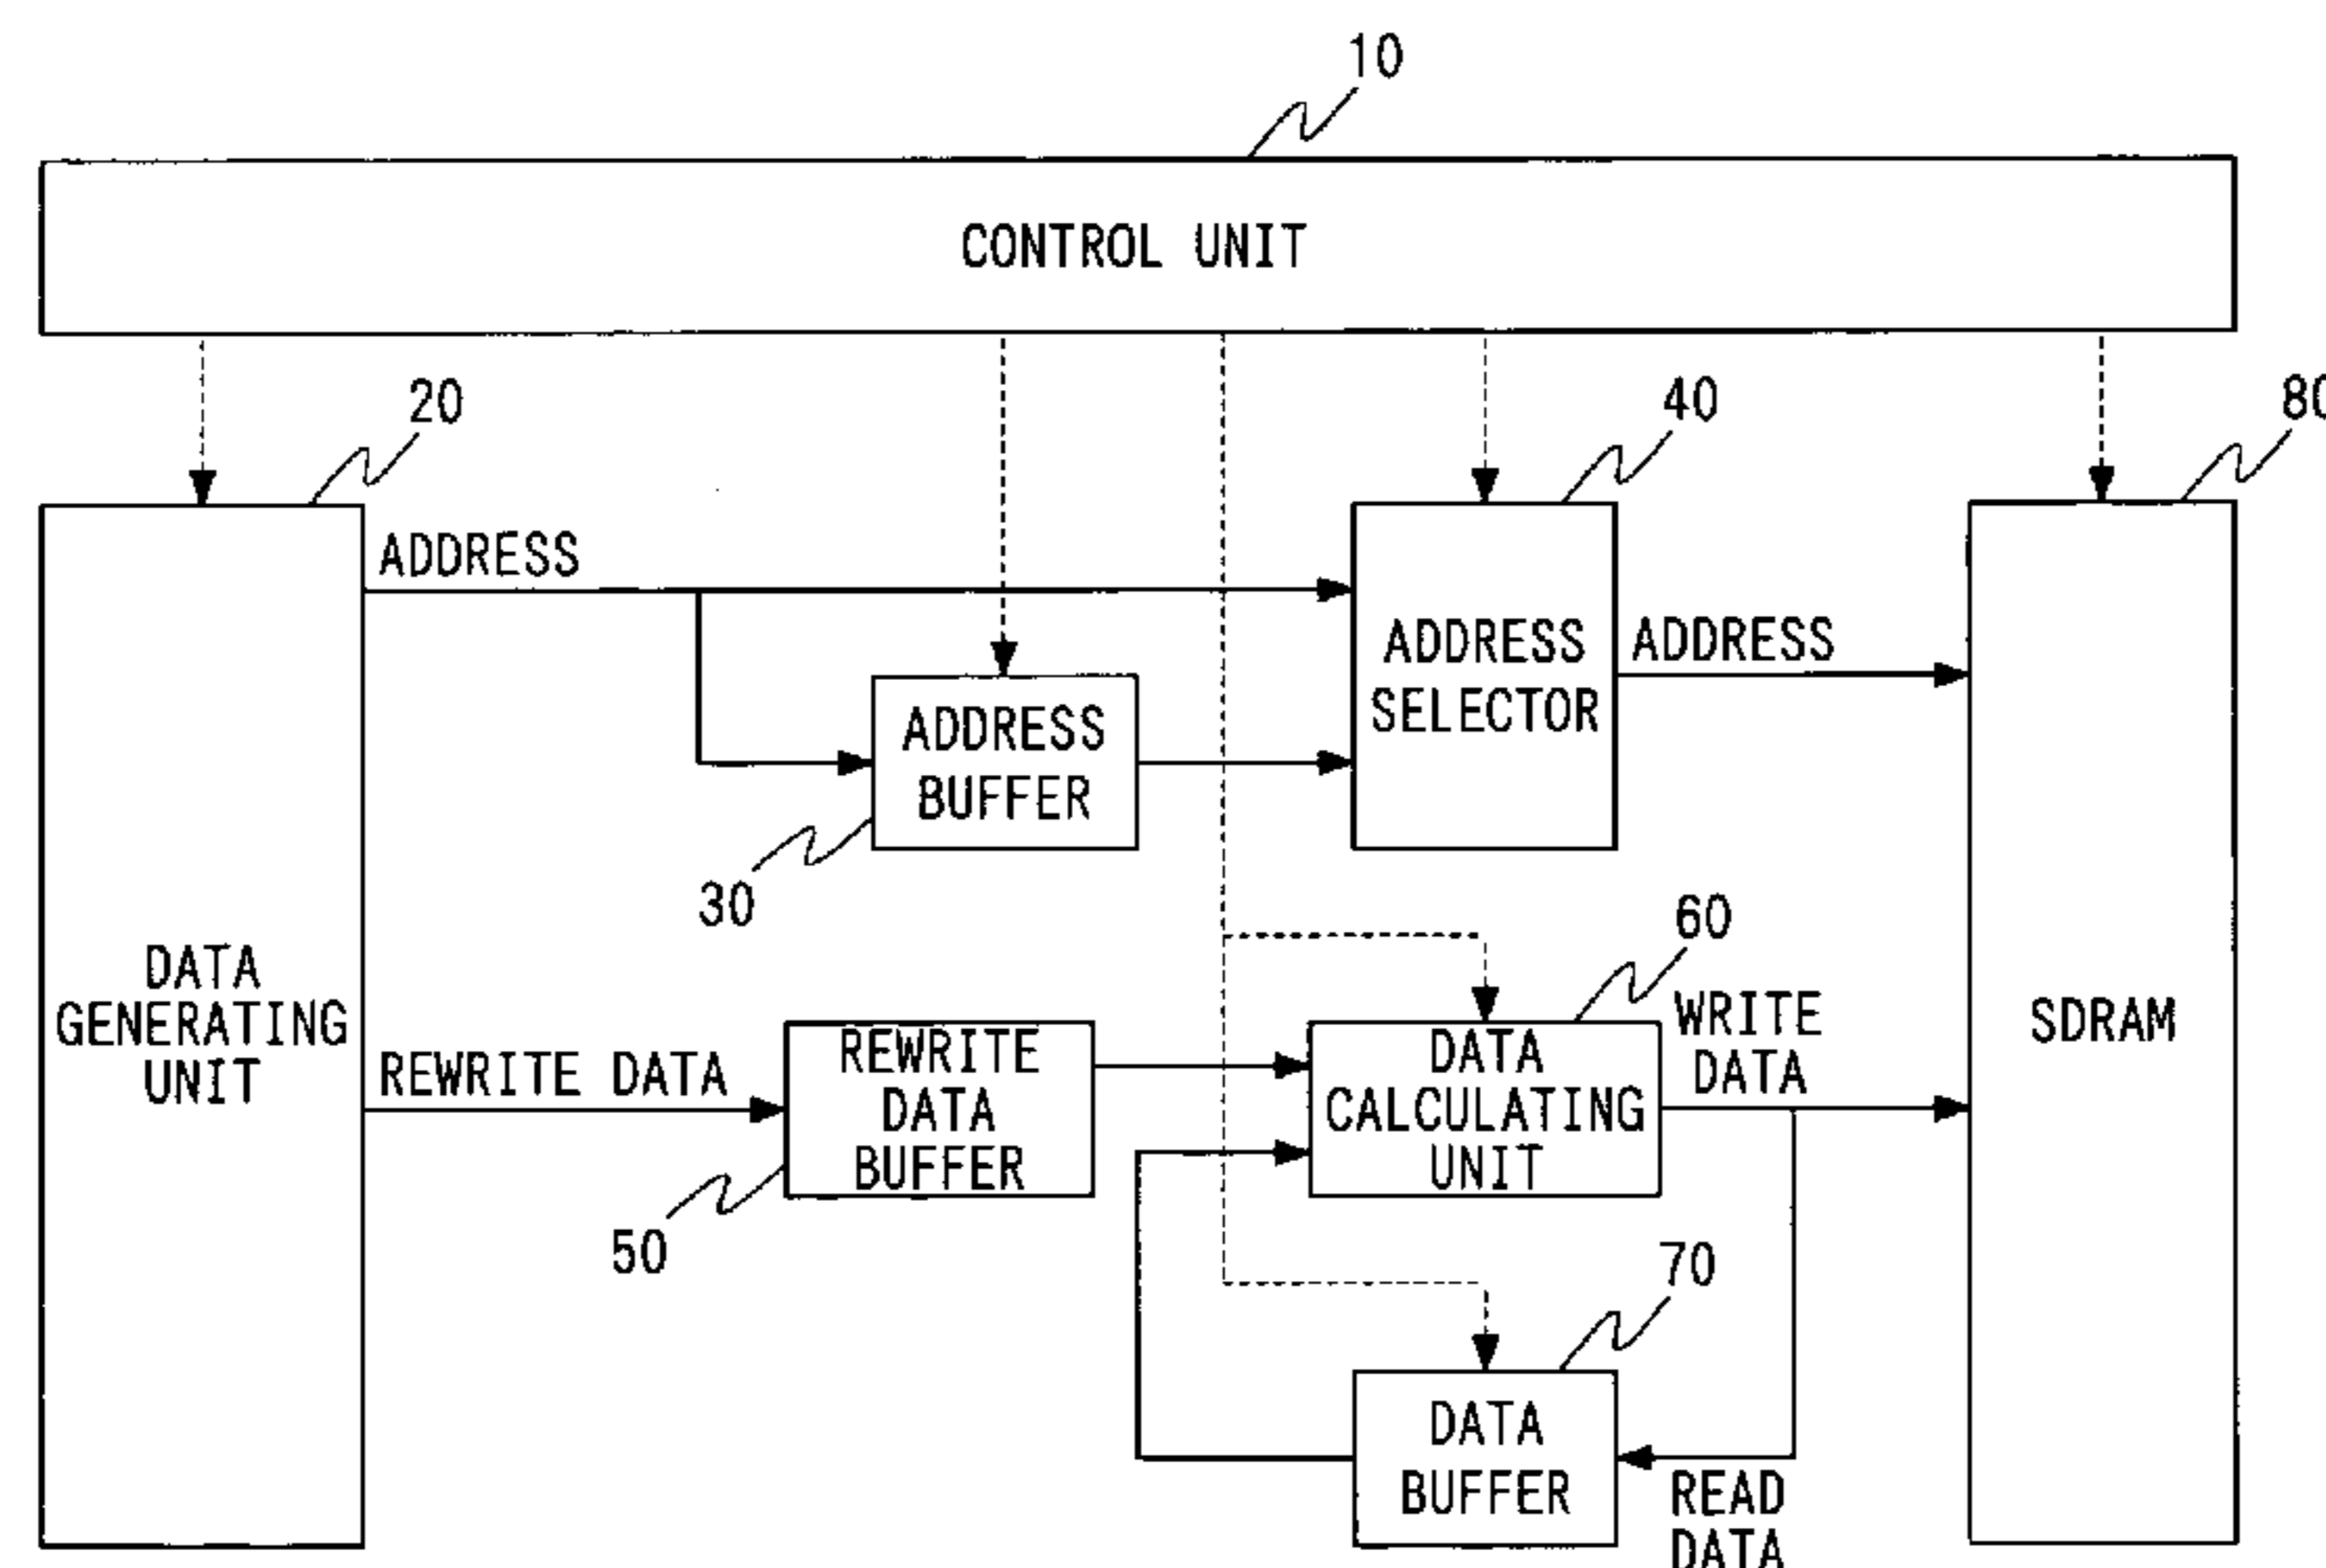 10
CONTROL UNIT
20
40
80
ADDRESS
ADDRESS
SELECTOR
ADDRESS
ADDRESS
BUFFER
30
60
DATA
GENERATING
UNIT
REWRITE DATA
REWRITE
DATA
BUFFER
50
DATA
CALCULATING
UNIT
WRITE
DATA
SDRAM
70
DATA
BUFFER
READ
DATA